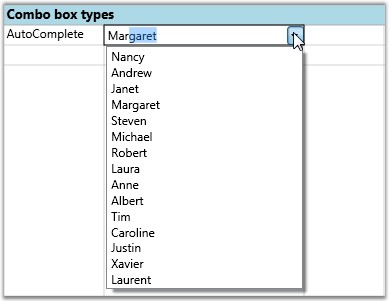 Combo box types
AutoComplete Margaret
Nancy
Andrew
Janet
Margaret
Steven
Michael
Robert
Laura
Anne
Albert
Tim
Caroline
Justin
Xavier
Laurent